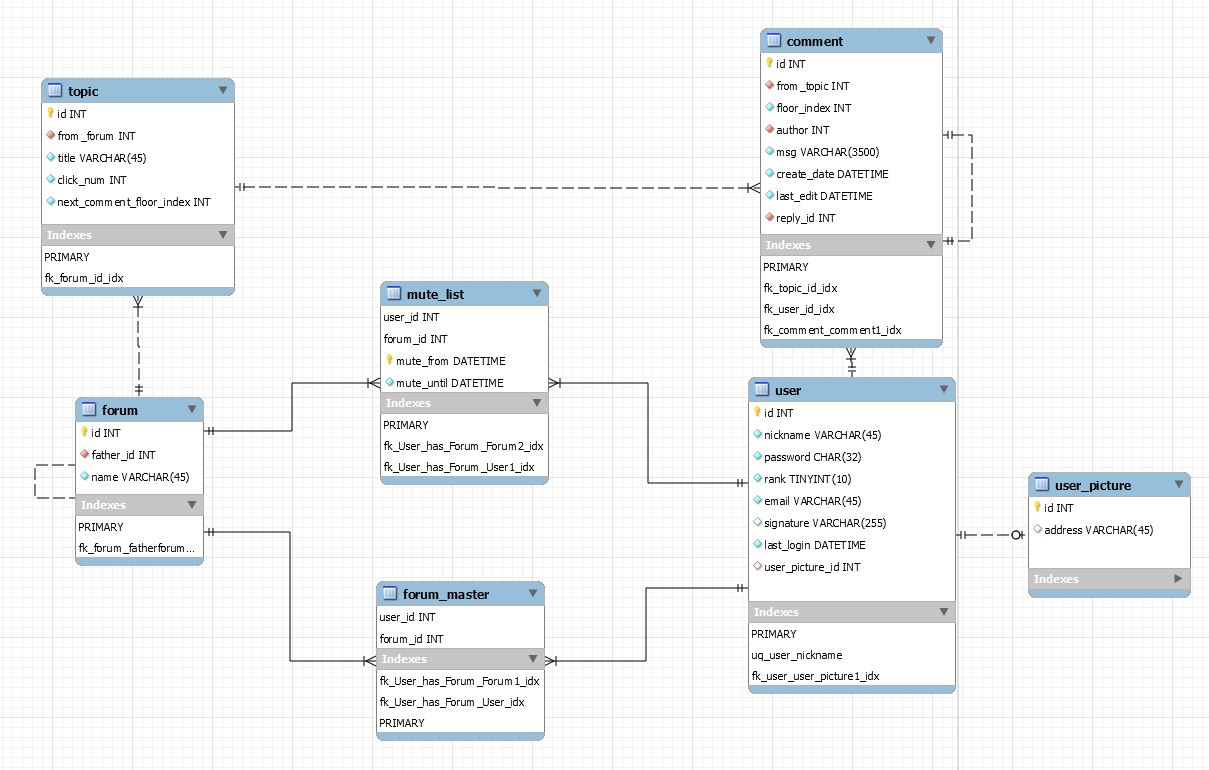 topic
id INT
from_forum INT
title VARCHAR(45)
click_num INT
next_comment_floor_index INT
Indexes
PRIMARY
fk_forum_id_idx
comment
id INT
from_topic INT
floor_index INT
author INT
msg VARCHAR(3500)
create_date DATETIME
last_edit DATETIME
reply_id INT
Indexes
PRIMARY
fk_topic_id_idx
fk_user_id_idx
fk_comment_comment1_idx
mute_list
user_id INT
forum_id INT
mute_from DATETIME
mute_until DATETIME
Indexes
PRIMARY
fk_User_has_Forum_Forum2_idx
fk_User_has_Forum_User1_idx
forum
id INT
father_id INT
name VARCHAR(45)
Indexes
PRIMARY
fk_forum_fatherforum...
user
id INT
nickname VARCHAR(45)
password CHAR(32)
rank TINYINT(10)
email VARCHAR(45)
signature VARCHAR(255)
last_login DATETIME
user_picture_id INT
Indexes
PRIMARY
uq_user_nickname
fk_user_user_picture1_idx
user_picture
id INT
address VARCHAR(45)
Indexes
forum_master
user_id INT
forum_id INT
Indexes
fk_User_has_Forum_Forum1_idx
fk_User_has_Forum_User_idx
PRIMARY